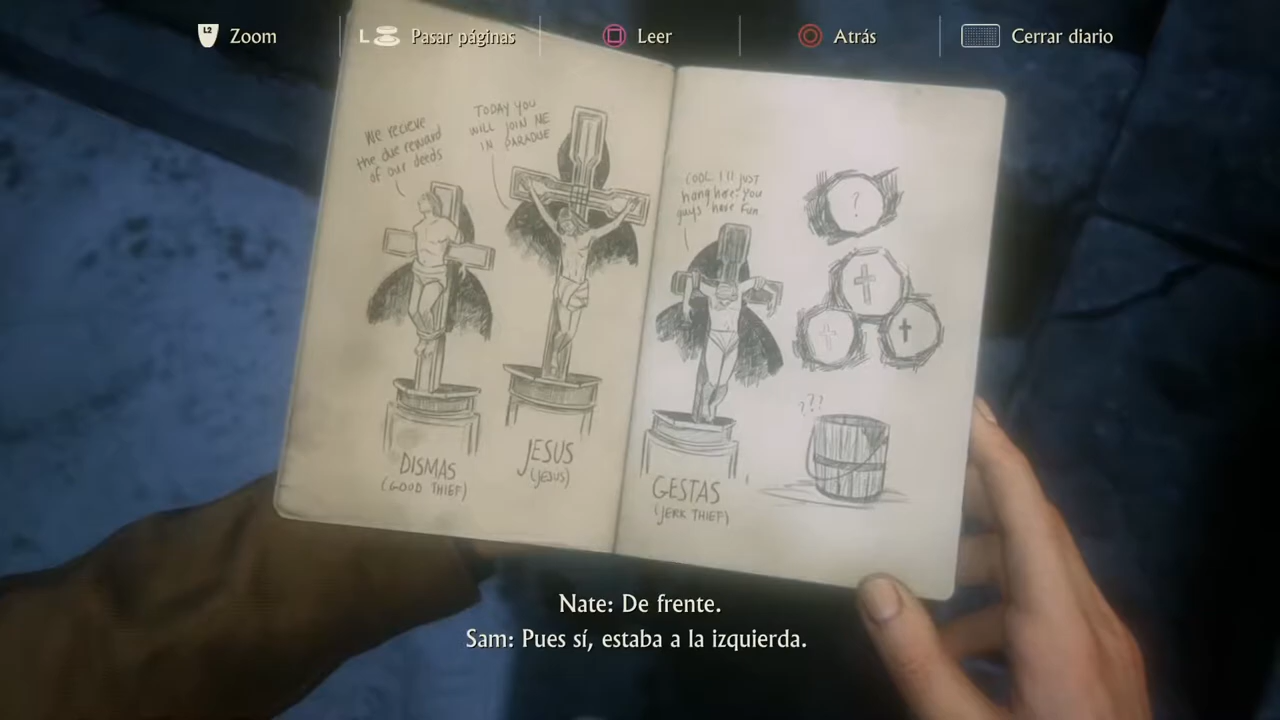 L2 Zoom
L Pasar páginas
Leer
Atrás
Cerrar diario
We recieve
the due reward
of our deeds
TODAY YOU
WILL JOIN ME
IN PARADISE
COOL. I'll just
hang here. You
guys have fun
?
???
DISMAS
(GOOD THIEF)
JESUS
(JESUS)
GESTAS
(JERK THIEF)
Nate: De frente.
Sam: Pues sí, estaba a la izquierda.